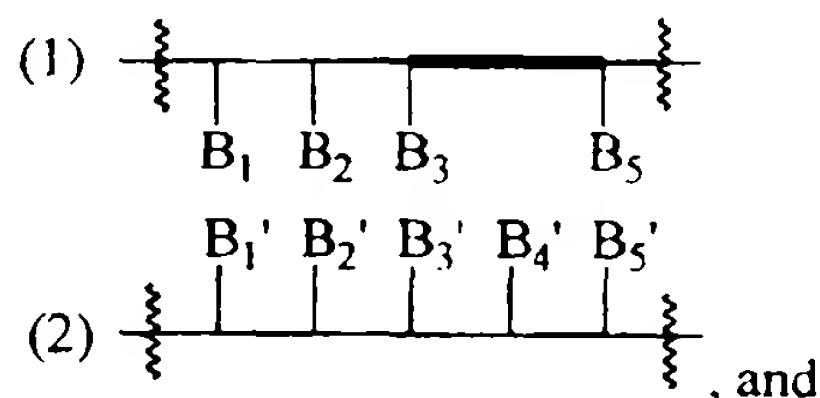 (1)
B₁ B₂ B₃ B₅
B₁' B₂' B₃' B₄' B₅'
(2)
, and